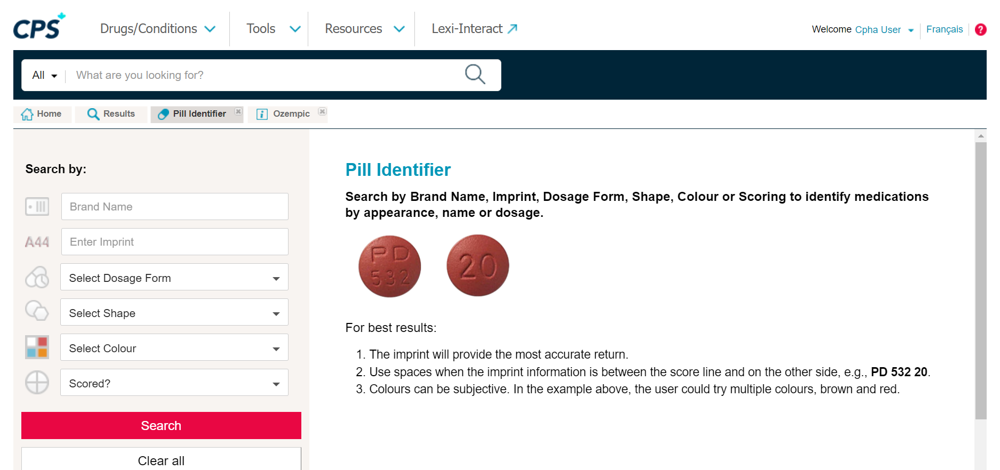 CPS
Drugs/Conditions
Tools
Resources
Lexi-Interact
Welcome Cpha User
Français
?
All
What are you looking for?
Home
Results
Pill Identifier
Ozempic
Search by:
Brand Name
A44
Enter Imprint
Select Dosage Form
Select Shape
Select Colour
Scored?
Search
Clear all
Pill Identifier
Search by Brand Name, Imprint, Dosage Form, Shape, Colour or Scoring to identify medications
by appearance, name or dosage.
PD
532
20
For best results:
1. The imprint will provide the most accurate return.
2. Use spaces when the imprint information is between the score line and on the other side, e.g., PD 532 20.
3. Colours can be subjective. In the example above, the user could try multiple colours, brown and red.